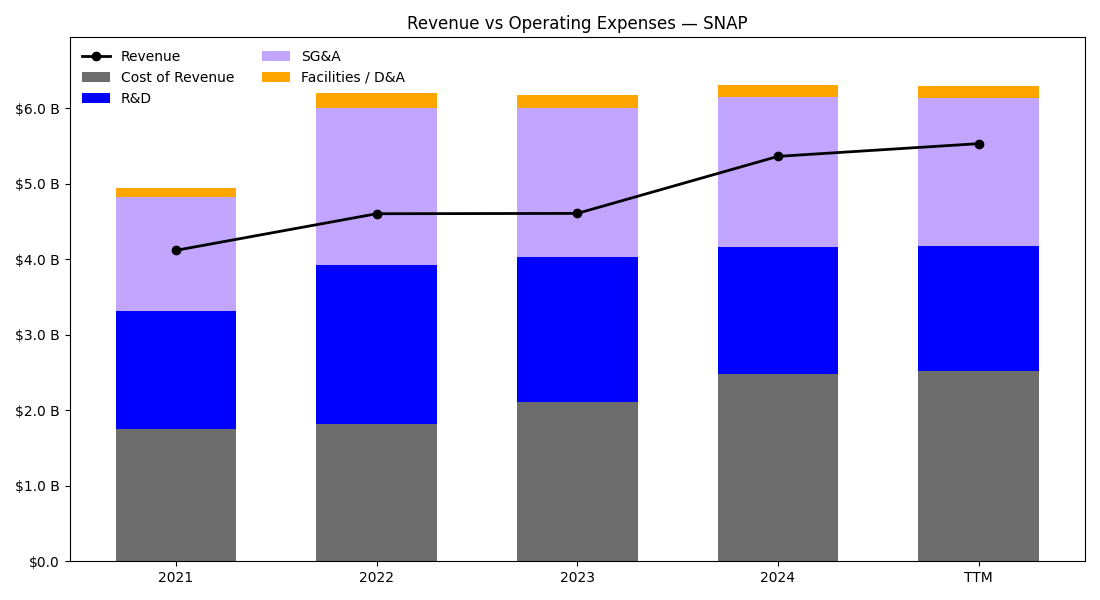 Revenue vs Operating Expenses — SNAP
Revenue
Cost of Revenue
R&D
SG&A
Facilities / D&A
$6.0 B
$5.0 B
$4.0 B
$3.0 B
$2.0 B
$1.0 B
$0.0
2021
2022
2023
2024
TTM